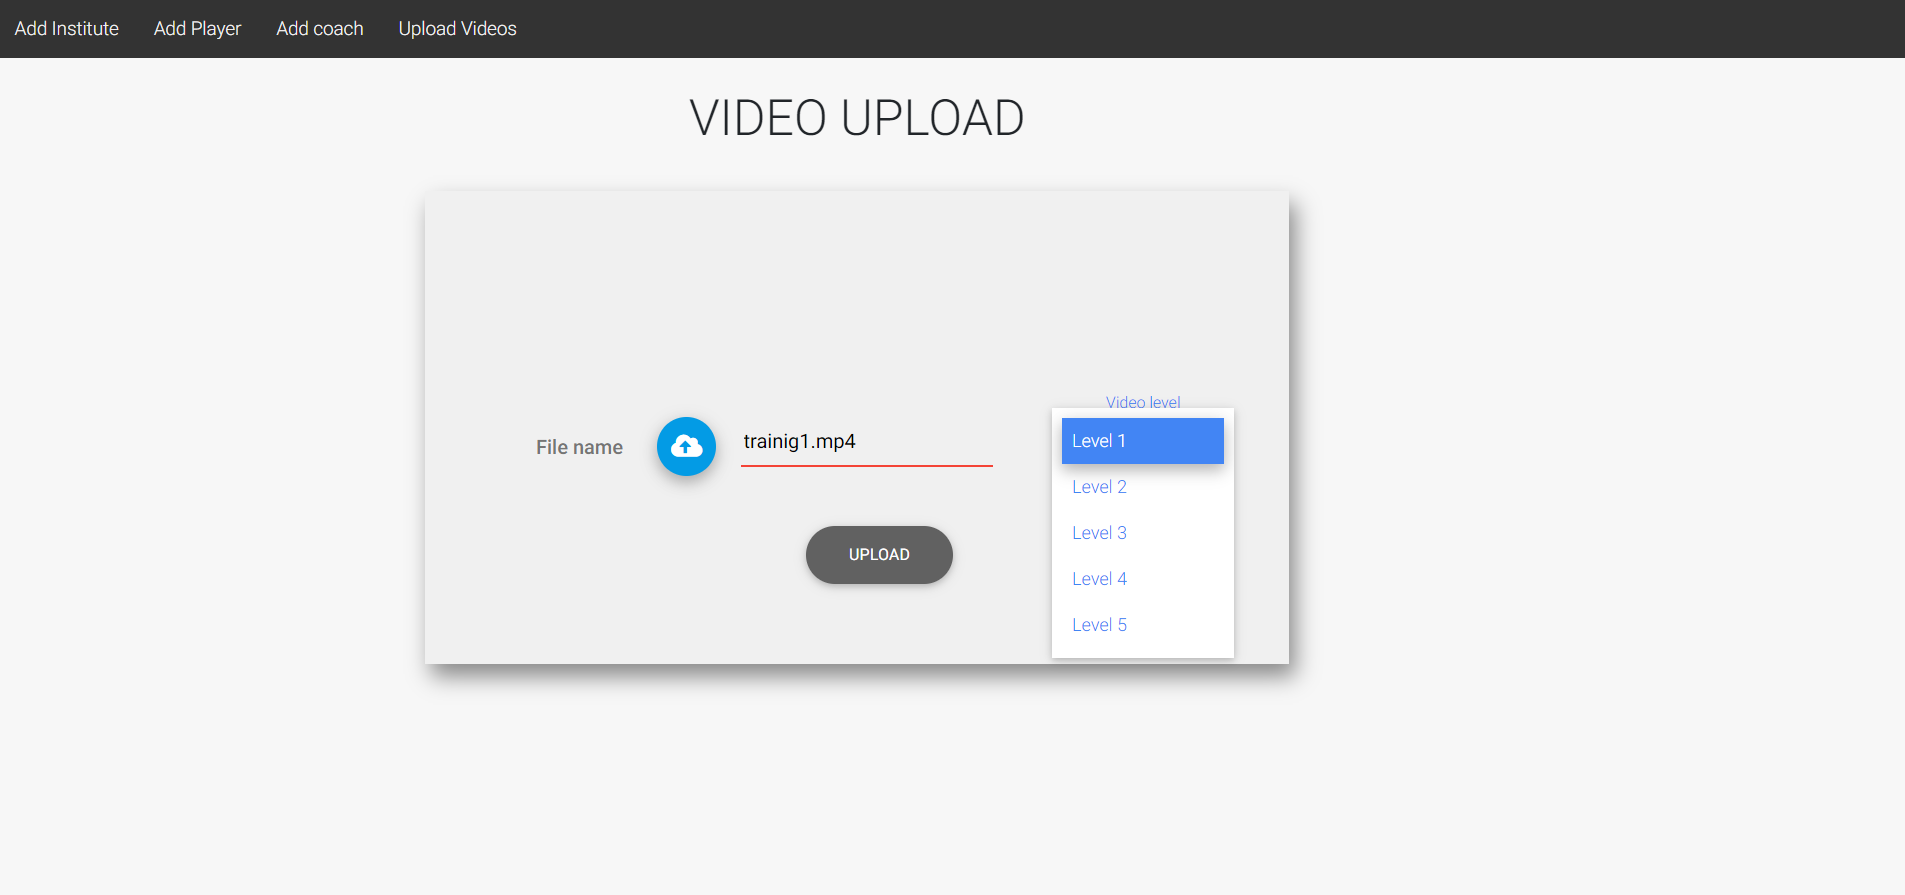 Add Institute Add Player Add coach Upload Videos
VIDEO UPLOAD
Video level
File name trainig1.mp4
Level 1
Level 2
Level 3
Level 4
Level 5
UPLOAD